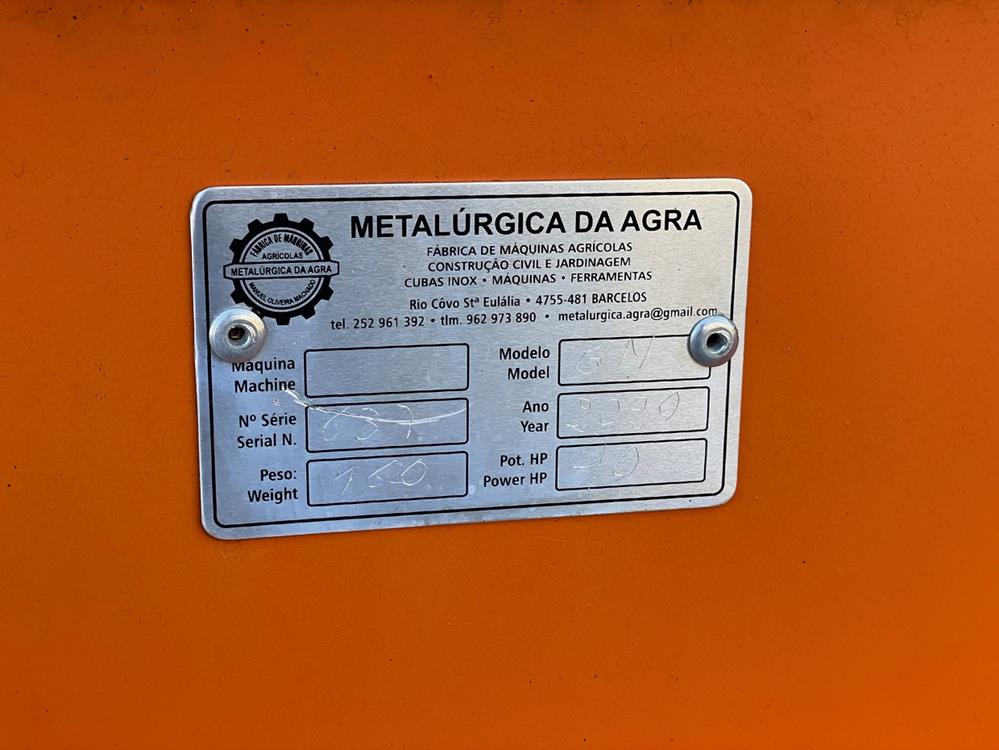 FÁBRICA DE MÁQUINAS
AGRÍCOLAS
METALÚRGICA DA AGRA
MANUEL OLIVEIRA MACHADO
METALÚRGICA DA AGRA
FÁBRICA DE MÁQUINAS AGRÍCOLAS
CONSTRUÇÃO CIVIL E JARDINAGEM
CUBAS INOX • MÁQUINAS • FERRAMENTAS
Rio Côvo Stª Eulália • 4755-481 BARCELOS
tel. 252 961 392 • tlm. 962 973 890 • metalurgica.agra@gmail.com
Máquina
Machine
Modelo
Model
Nº Série
Serial N.
637
Ano
Year
Peso:
Weight
160
Pot. HP
Power HP
40